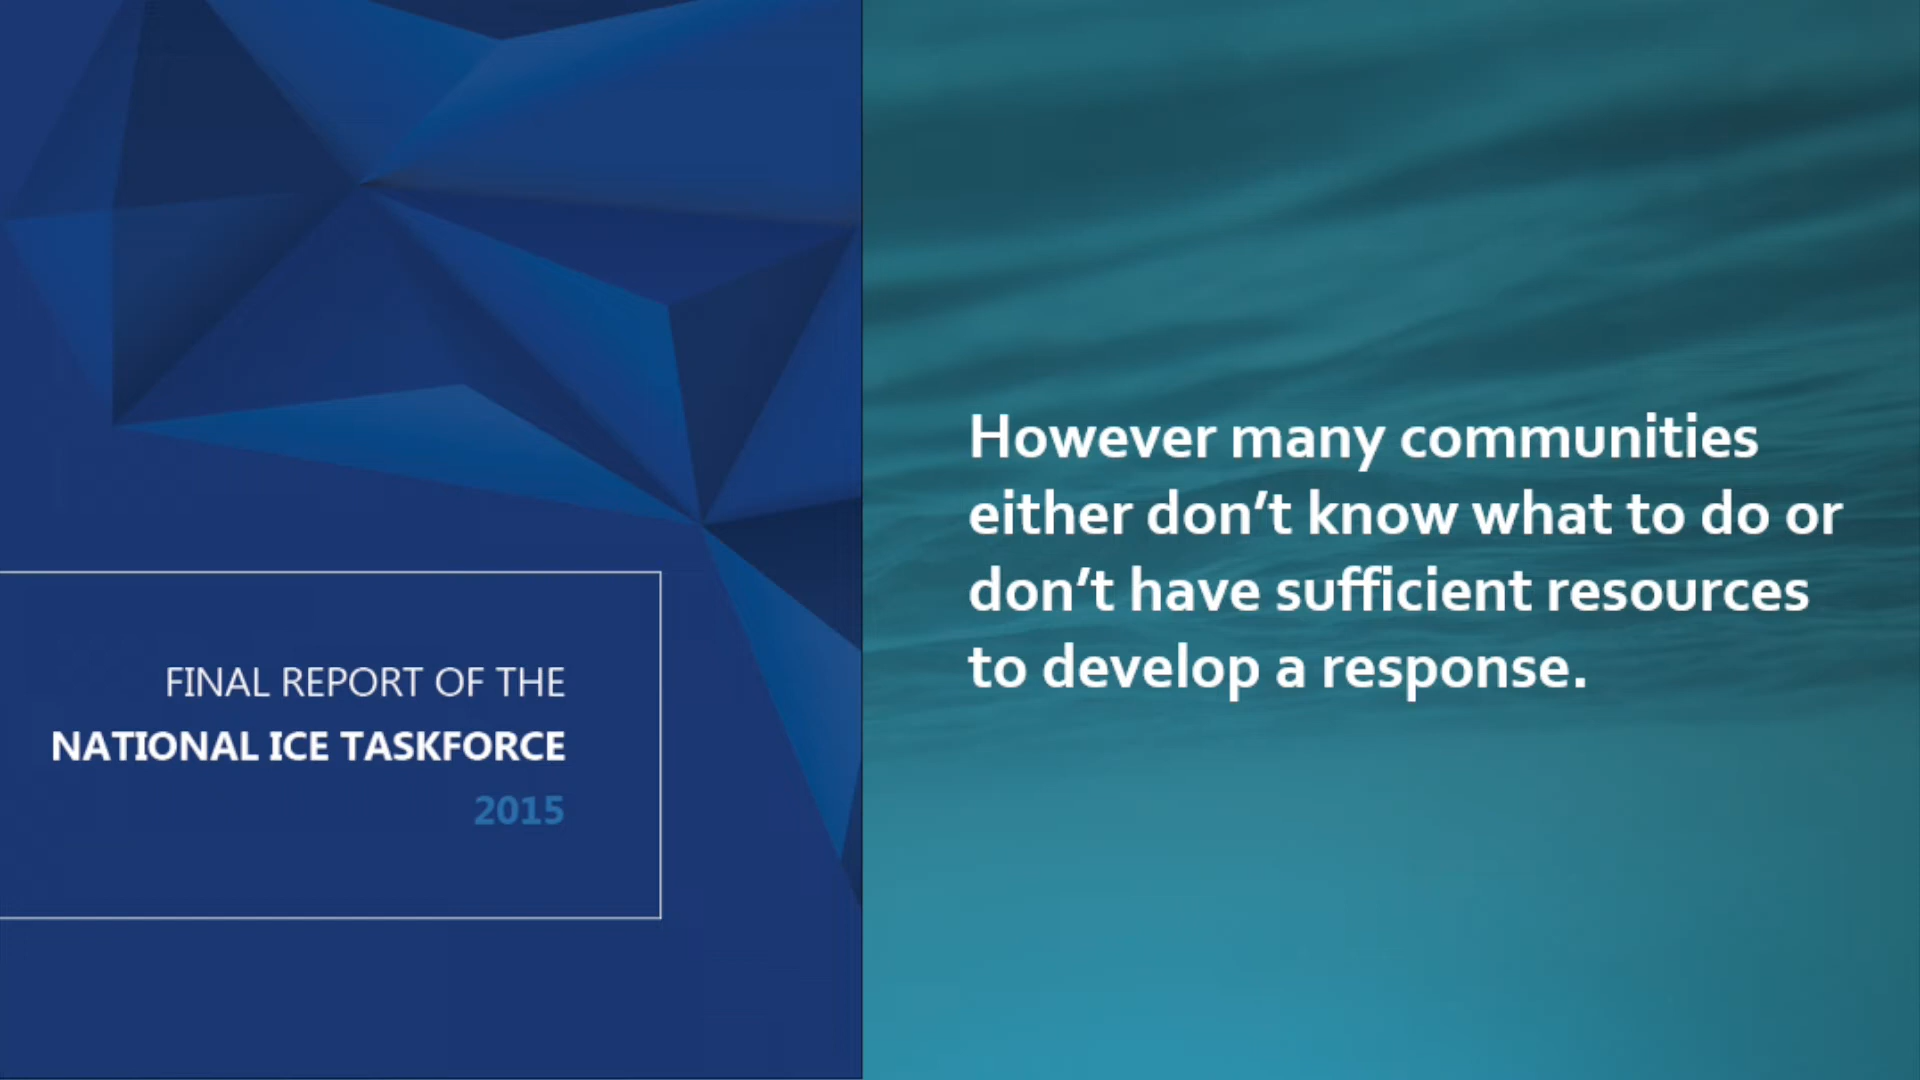 FINAL REPORT OF THE
NATIONAL ICE TASKFORCE
2015
However many communities
either don’t know what to do or
don’t have sufficient resources
to develop a response.